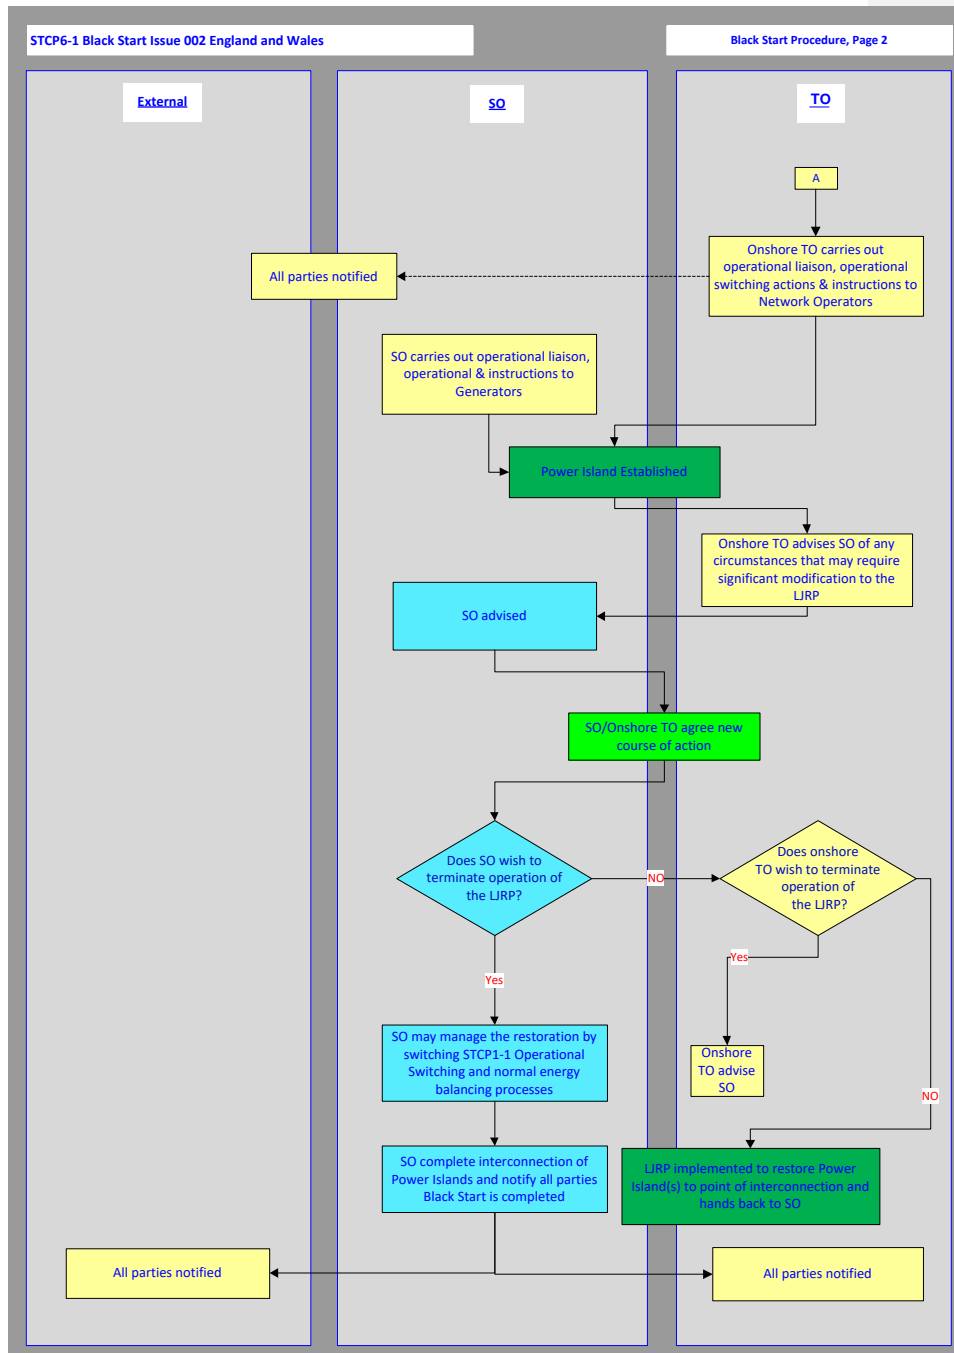 STCP6-1 Black Start Issue 002 England and Wales
Black Start Procedure, Page 2
External
SO
TO
A
Onshore TO carries out
operational liaison, operational
switching actions & instructions to
Network Operators
All parties notified
SO carries out operational liaison,
operational & instructions to
Generators
Power Island Established
Onshore TO advises SO of any
circumstances that may require
significant modification to the
LJRP
SO advised
SO/Onshore TO agree new
course of action
Does SO wish to
terminate operation of
the LJRP?
NO
Does onshore
TO wish to terminate
operation of
the LJRP?
Yes
Yes
SO may manage the restoration by
switching STCP1-1 Operational
Switching and normal energy
balancing processes
Onshore
TO advise
SO
NO
SO complete interconnection of
Power Islands and notify all parties
Black Start is completed
LJRP implemented to restore Power
Island(s) to point of interconnection and
hands back to SO
All parties notified
All parties notified